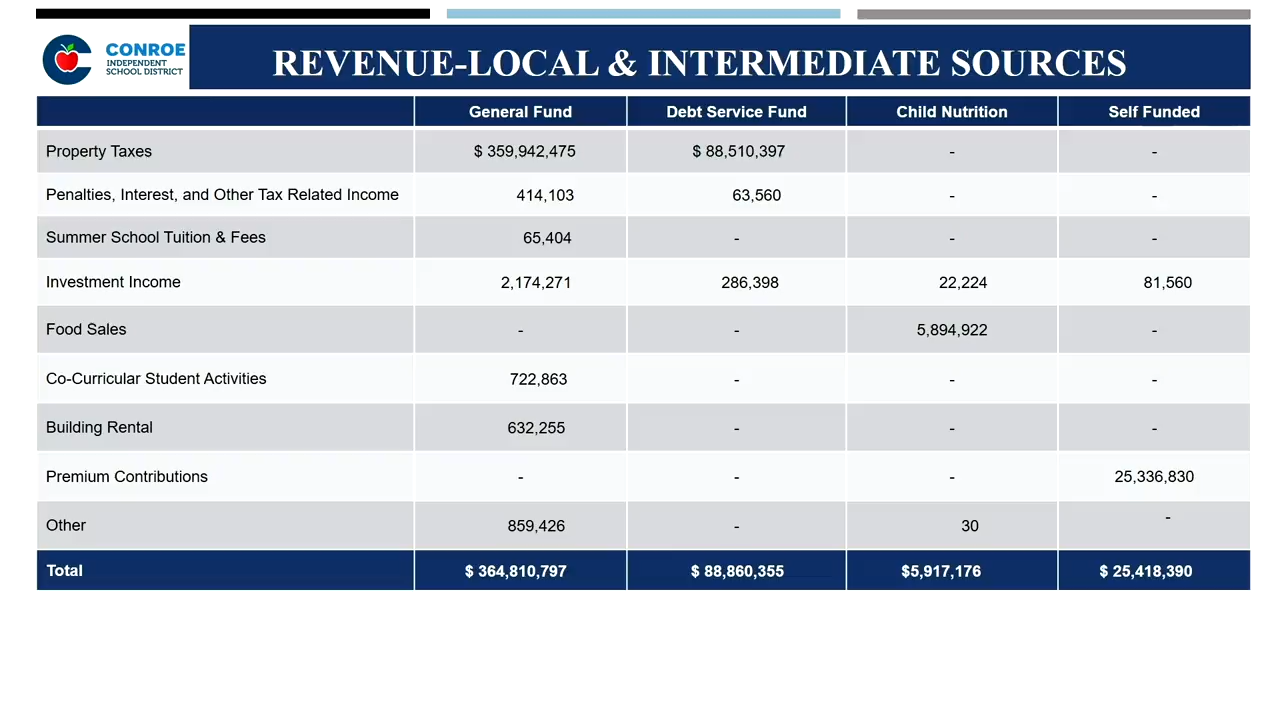 CONROE
INDEPENDENT
SCHOOL DISTRICT
REVENUE-LOCAL & INTERMEDIATE SOURCES
General Fund Debt Service Fund Child Nutrition Self Funded
Property Taxes $ 359,942,475 $ 88,510,397 - -
Penalties, Interest, and Other Tax Related Income 414,103 63,560 - -
Summer School Tuition & Fees 65,404 - - -
Investment Income 2,174,271 286,398 22,224 81,560
Food Sales - - 5,894,922 -
Co-Curricular Student Activities 722,863 - - -
Building Rental 632,255 - - -
Premium Contributions - - - 25,336,830
Other 859,426 - 30 -
Total $ 364,810,797 $ 88,860,355 $5,917,176 $ 25,418,390